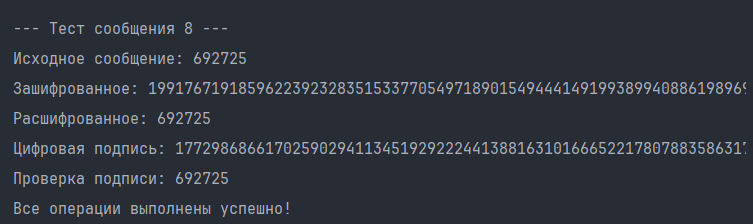 --- Тест сообщения 8 ---
Исходное сообщение: 692725
Зашифрованное: 1991767191859622392328351533770549718901549444149199389940886198969
Расшифрованное: 692725
Цифровая подпись: 1772986866170259029411345192922244138816310166652217807883586317
Проверка подписи: 692725
Все операции выполнены успешно!